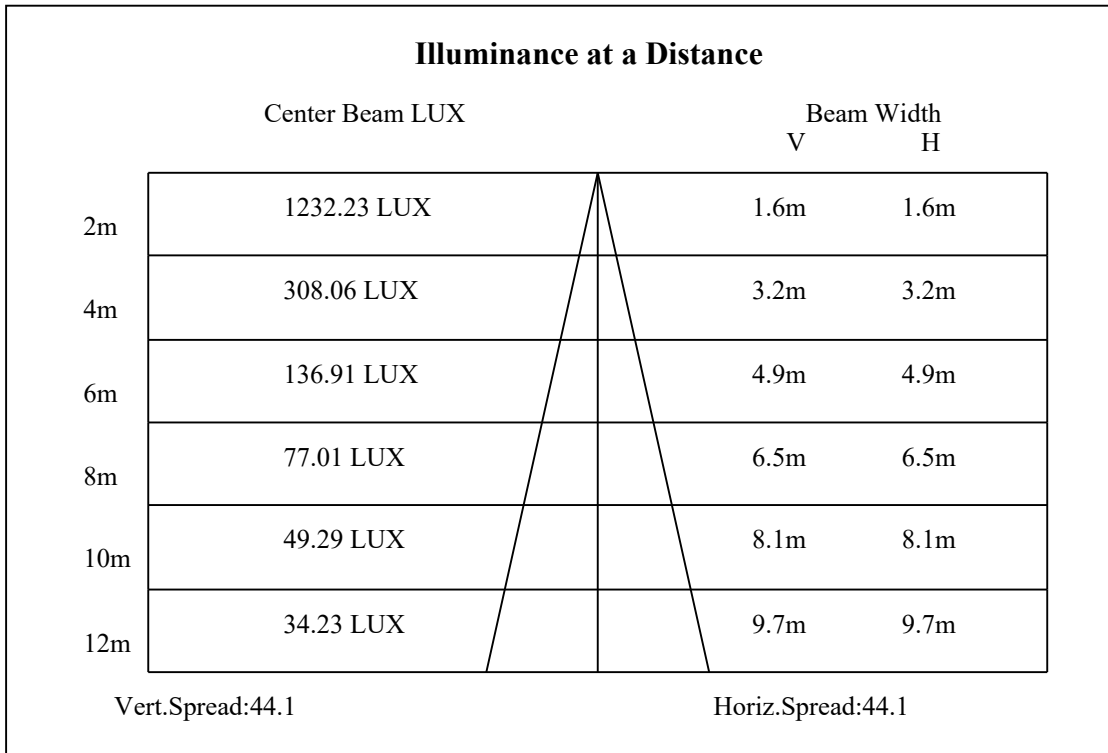 Illuminance at a Distance
Center Beam LUX Beam Width
V H
2m 1232.23 LUX 1.6m 1.6m
4m 308.06 LUX 3.2m 3.2m
6m 136.91 LUX 4.9m 4.9m
8m 77.01 LUX 6.5m 6.5m
10m 49.29 LUX 8.1m 8.1m
12m 34.23 LUX 9.7m 9.7m
Vert.Spread:44.1 Horiz.Spread:44.1